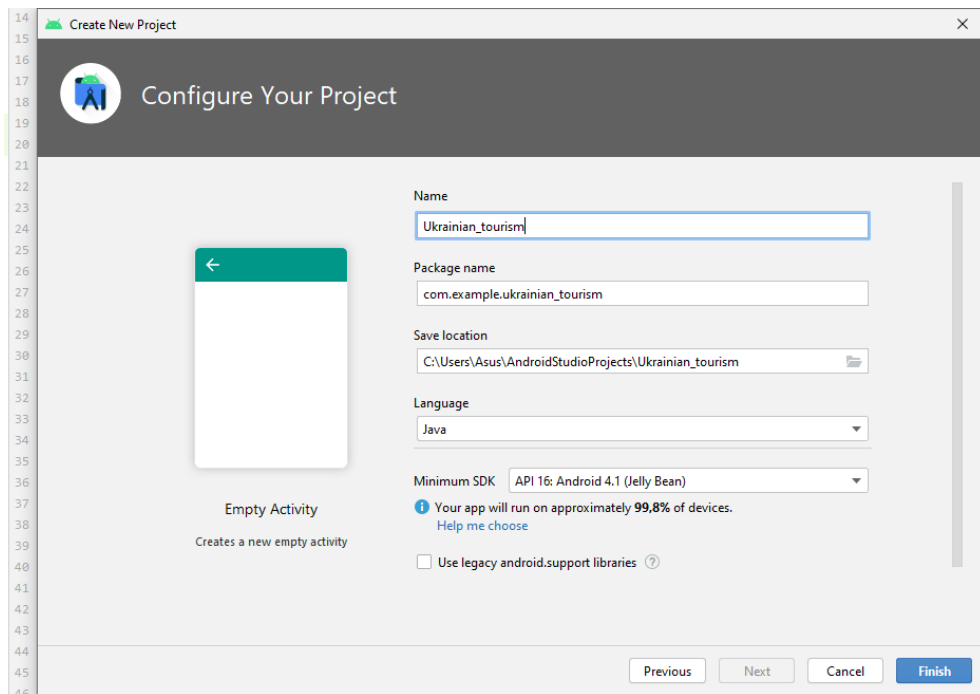 14
15
16
17
18
19
20
21
22
23
24
25
26
27
28
29
30
31
32
33
34
35
36
37
38
39
40
41
42
43
44
45
46
Create New Project
Configure Your Project
Name
Ukrainian_tourism
Package name
com.example.ukrainian_tourism
Save location
C:\Users\Asus\AndroidStudioProjects\Ukrainian_tourism
Language
Java
Minimum SDK API 16: Android 4.1 (Jelly Bean)
Your app will run on approximately 99,8% of devices.
Help me choose
Use legacy android.support libraries ?
Empty Activity
Creates a new empty activity
Previous Next Cancel Finish